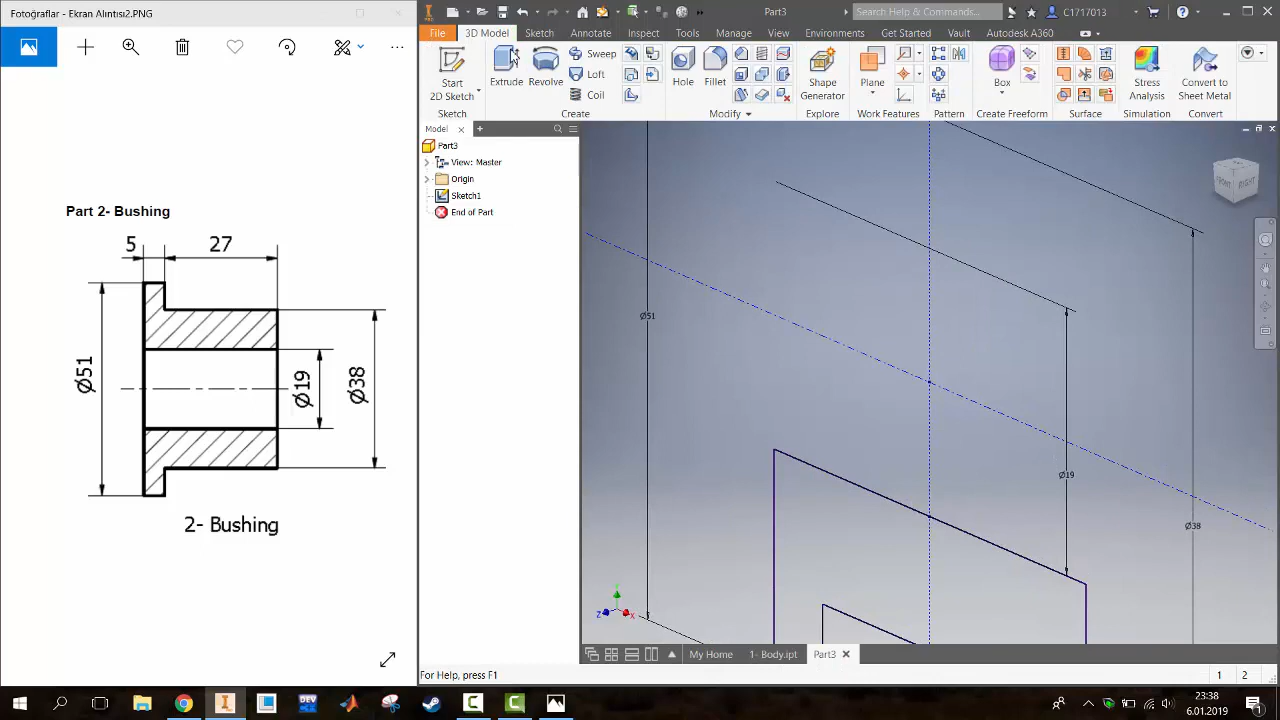 Fotoğraflar - Ekran Alıntısı2.PNG
Part3
Search Help & Commands...
C1717013
File
3D Model
Sketch
Annotate
Inspect
Tools
Manage
View
Environments
Get Started
Vault
Autodesk A360
Start
2D Sketch
Extrude
Revolve
Sweep
Loft
Coil
Hole
Fillet
Shape
Generator
Plane
Box
Stress
Analysis
Convert to
Sheet Metal
Sketch
Create
Modify
Explore
Work Features
Pattern
Create Freeform
Surface
Simulation
Convert
Model
Part3
View: Master
Origin
Sketch1
End of Part
Part 2- Bushing
5
27
Ø51
Ø19
Ø38
2- Bushing
FRONT
RIGHT
Ø51
Ø19
Ø38
Z
X
My Home
1- Body.ipt
Part3
For Help, press F1
1
2
DEV
23:38
6.01.2019